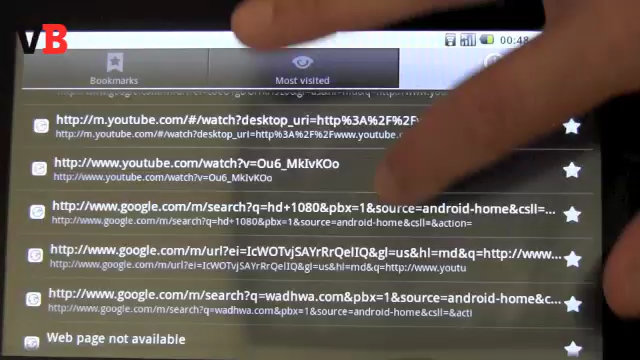 VB
00:48
Bookmarks
Most visited
http://m.youtube.com/#/watch?desktop_uri=http%3A%2F%2F
http://m.youtube.com/#/watch?desktop_uri=http%3A%2F%2Fwww.youtube.c
http://www.youtube.com/watch?v=Ou6_MkIvKOo
http://www.youtube.com/watch?v=Ou6_MkIvKOo
http://www.google.com/m/search?q=hd+1080&pbx=1&source=android-home&csll=...
http://www.google.com/m/search?q=hd+1080&pbx=1&source=android-home&csll=&action=
http://www.google.com/m/url?ei=IcWOTvjSAYrRrQelIQ&gl=us&hl=md&q=http://www...
http://www.google.com/m/url?ei=IcWOTvjSAYrRrQelIQ&gl=us&hl=md&q=http://www.youtu
http://www.google.com/m/search?q=wadhwa.com&pbx=1&source=android-home&c...
http://www.google.com/m/search?q=wadhwa.com&pbx=1&source=android-home&csll=&acti
Web page not available